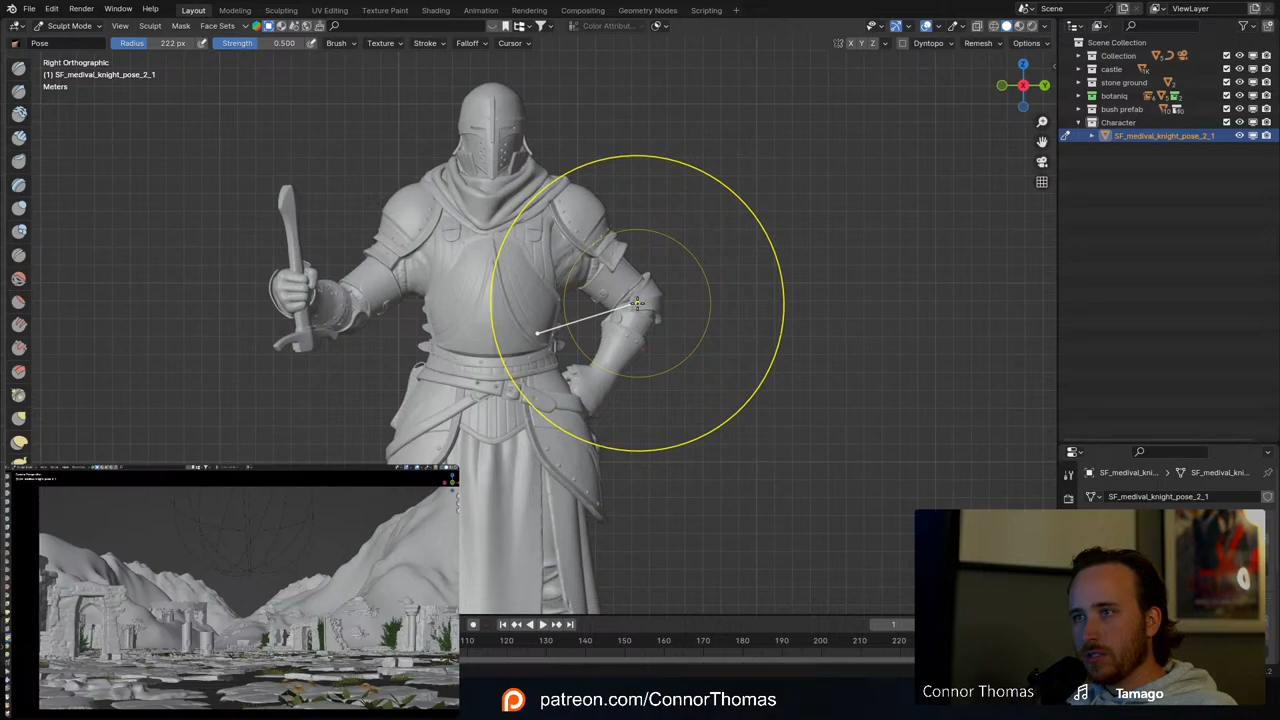 File Edit Render Window Help Layout Modeling Sculpting UV Editing Texture Paint Shading Animation Rendering Compositing Geometry Nodes Scripting Scene ViewLayer
Sculpt Mode View Sculpt Mask Face Sets Color Attribut...
Pose Radius 222 px Strength 0.500 Brush Texture Stroke Falloff Cursor X Y Z Dyntopo Remesh Options
Right Orthographic
(1) SF_medival_knight_pose_2_1
Meters
Z
X
Y
Scene Collection
Collection
castle
stone ground
botaniq
bush prefab
Character
SF_medival_knight_pose_2_1
SF_medival_kni... SF_medival_kni...
SF_medival_knight_pose_2_1
1
110 120 130 140 150 160 170 180 190 200 210 220
patreon.com/ConnorThomas
Connor Thomas
Tamago